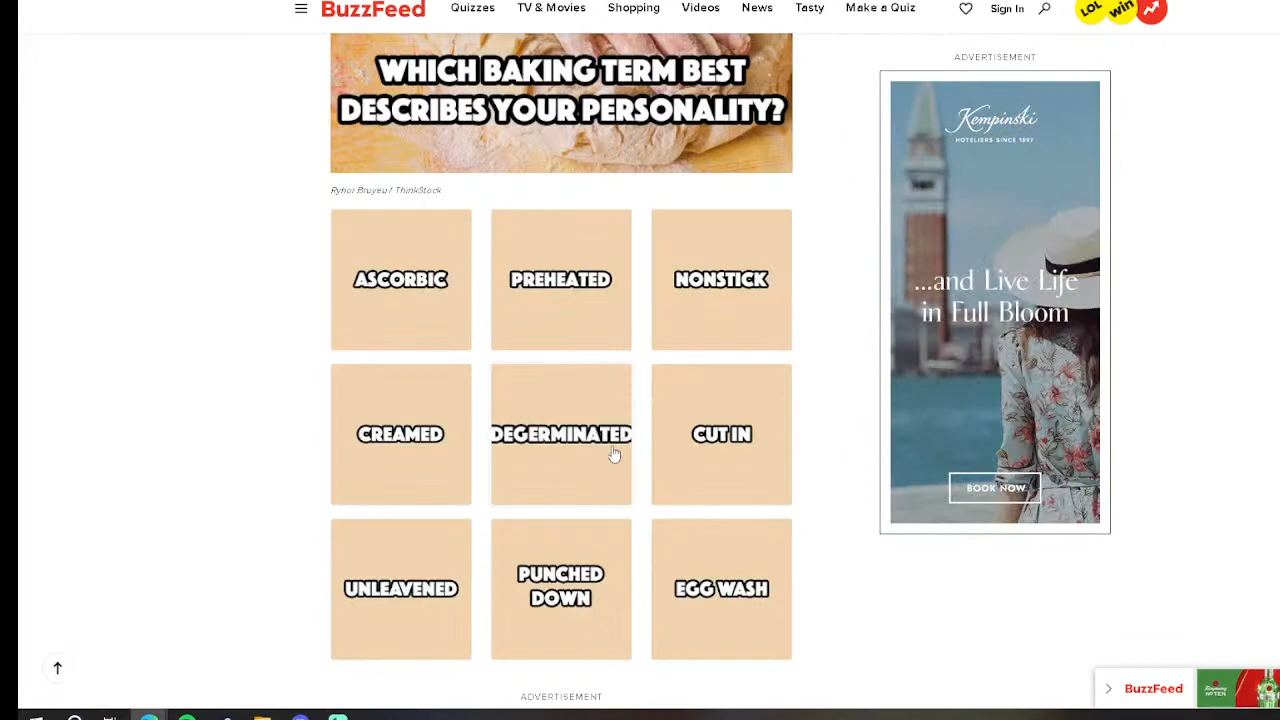 BuzzFeed
Quizzes
TV & Movies
Shopping
Videos
News
Tasty
Make a Quiz
Sign In
LOL
win
WHICH BAKING TERM BEST
DESCRIBES YOUR PERSONALITY?
Ryhor Bruyeu / ThinkStock
ASCORBIC
PREHEATED
NONSTICK
CREAMED
DEGERMINATED
CUT IN
UNLEAVENED
PUNCHED
DOWN
EGG WASH
ADVERTISEMENT
ADVERTISEMENT
Kempinski
HOTELIERS SINCE 1897
...and Live Life
in Full Bloom
BOOK NOW
BuzzFeed